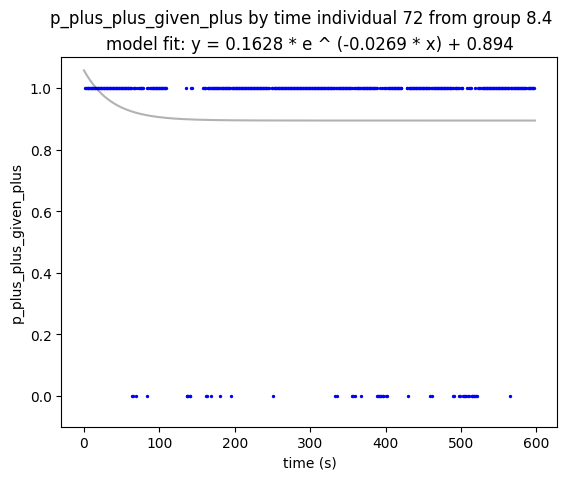 p_plus_plus_given_plus by time individual 72 from group 8.4
model fit: y = 0.1628 * e ^ (-0.0269 * x) + 0.894
1.0
0.8
0.6
0.4
0.2
0.0
p_plus_plus_given_plus
0 100 200 300 400 500 600
time (s)